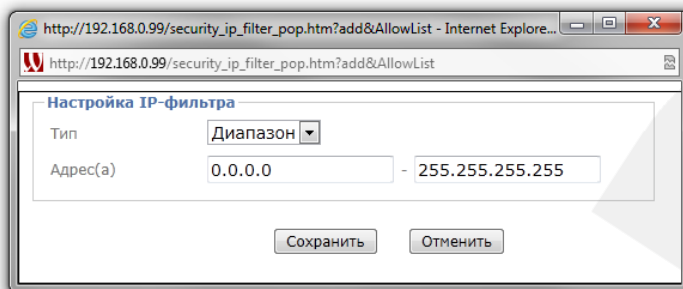 http://192.168.0.99/security_ip_filter_pop.htm?add&AllowList - Internet Explore...
http://192.168.0.99/security_ip_filter_pop.htm?add&AllowList
Настройка IP-фильтра
Тип Диапазон
Адрес(а) 0.0.0.0 - 255.255.255.255
Сохранить Отменить